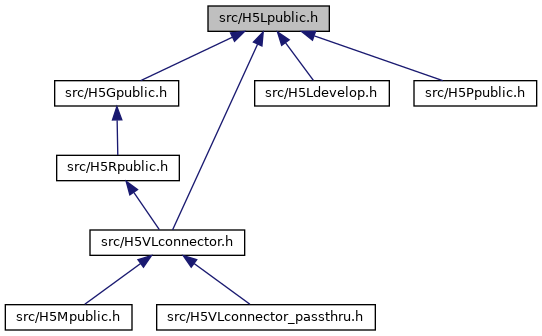 src/H5Lpublic.h
src/H5Gpublic.h
src/H5Ldevelop.h
src/H5Ppublic.h
src/H5Rpublic.h
src/H5VLconnector.h
src/H5Mpublic.h
src/H5VLconnector_passthru.h